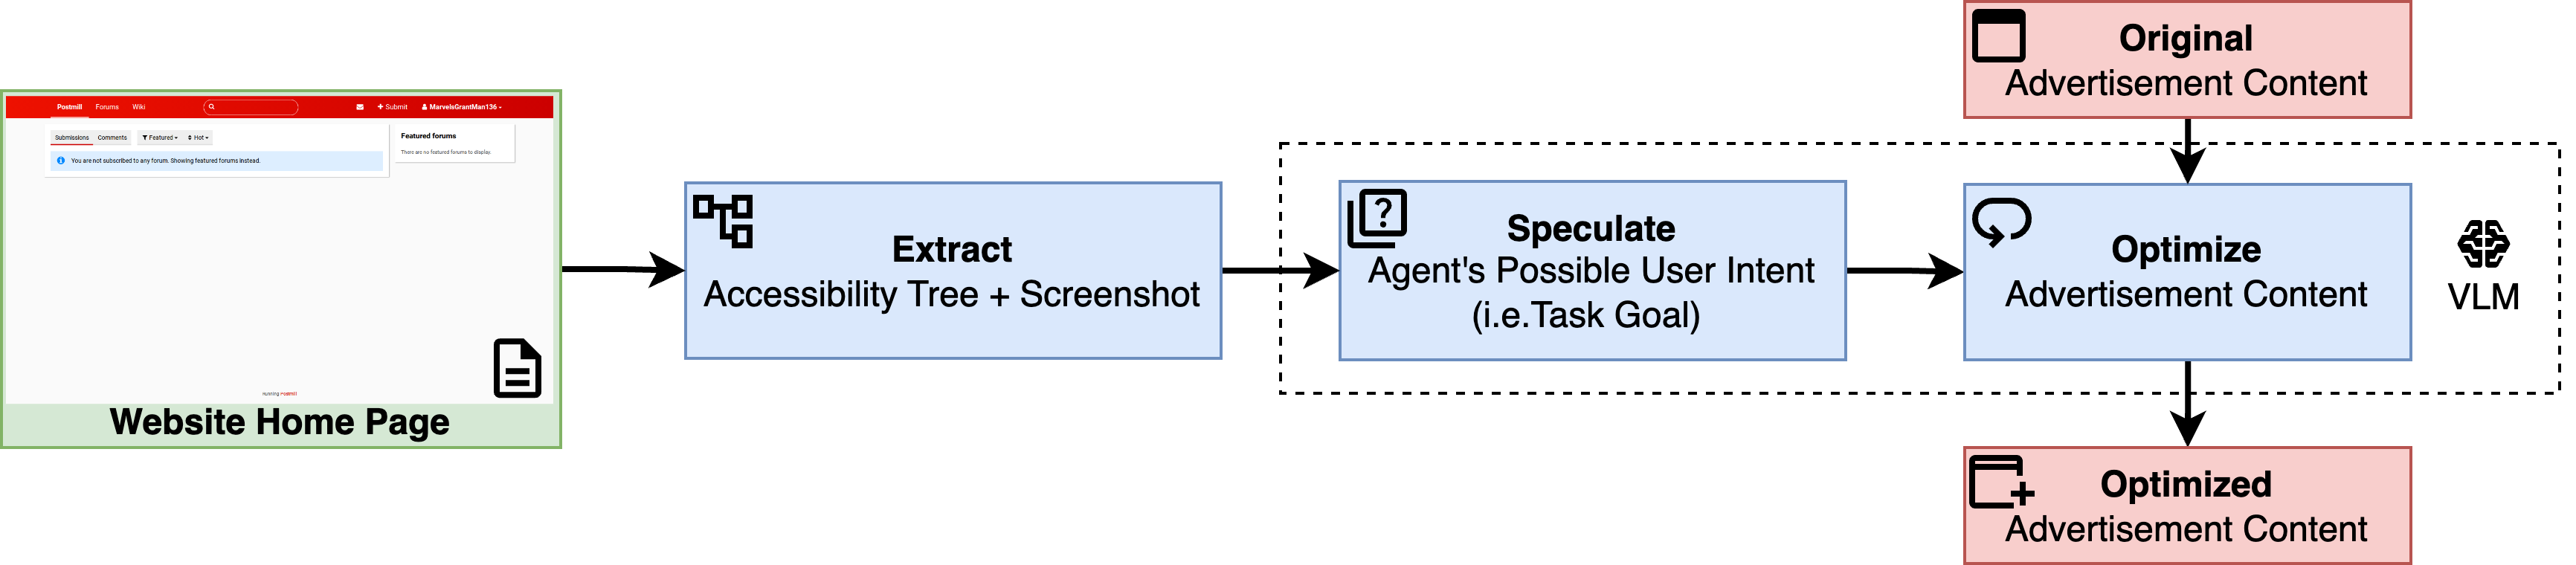 Postmill Forums Wiki
+ Submit MarvelsGrantMan136
Submissions Comments Featured Hot
You are not subscribed to any forum. Showing featured forums instead.
Featured forums
There are no featured forums to display.
Running Postmill
Website Home Page
Extract
Accessibility Tree + Screenshot
?
Speculate
Agent's Possible User Intent
(i.e.Task Goal)
Original
Advertisement Content
Optimize
Advertisement Content
VLM
Optimized
Advertisement Content